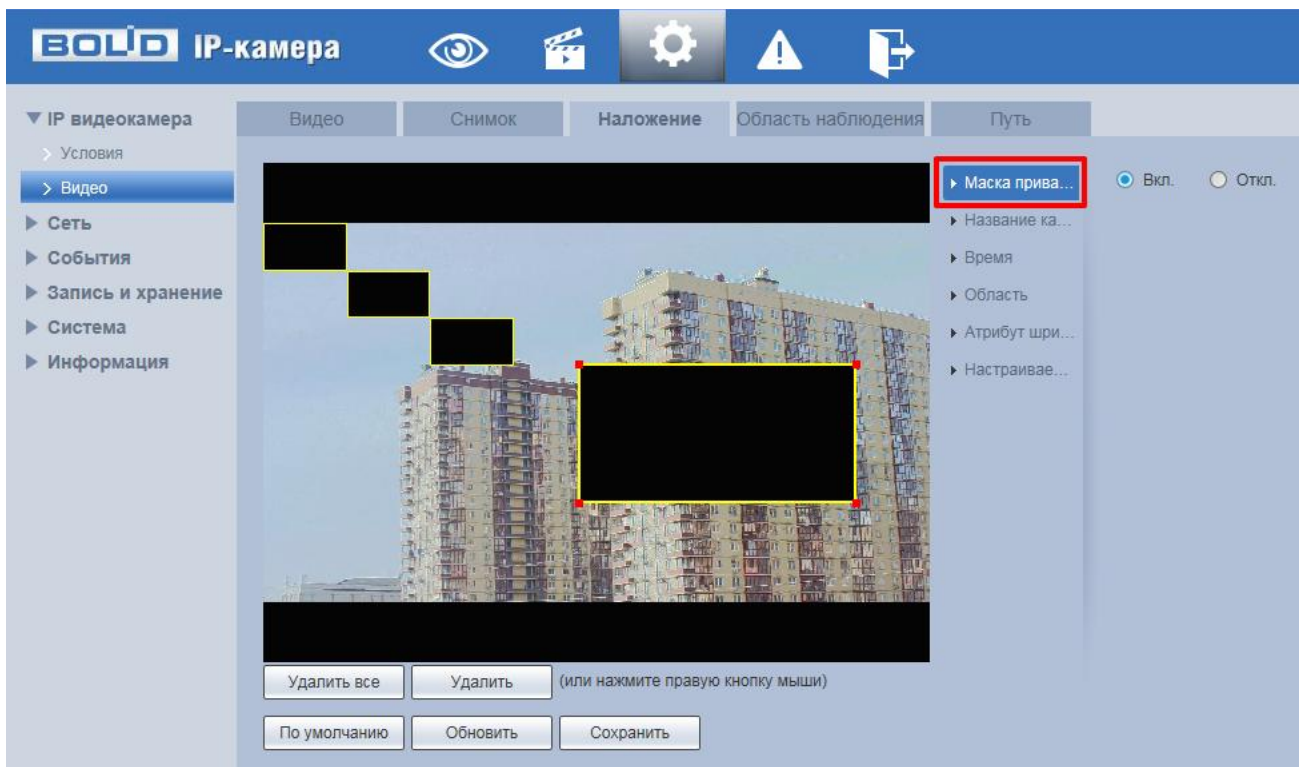 BOLID IP-камера
IP видеокамера
Условия
Видео
Сеть
События
Запись и хранение
Система
Информация
Видео Снимок Наложение Область наблюдения Путь
Маска прива...
Название ка...
Время
Область
Атрибут шри...
Настраивае...
Вкл. Откл.
Удалить все Удалить (или нажмите правую кнопку мыши)
По умолчанию Обновить Сохранить